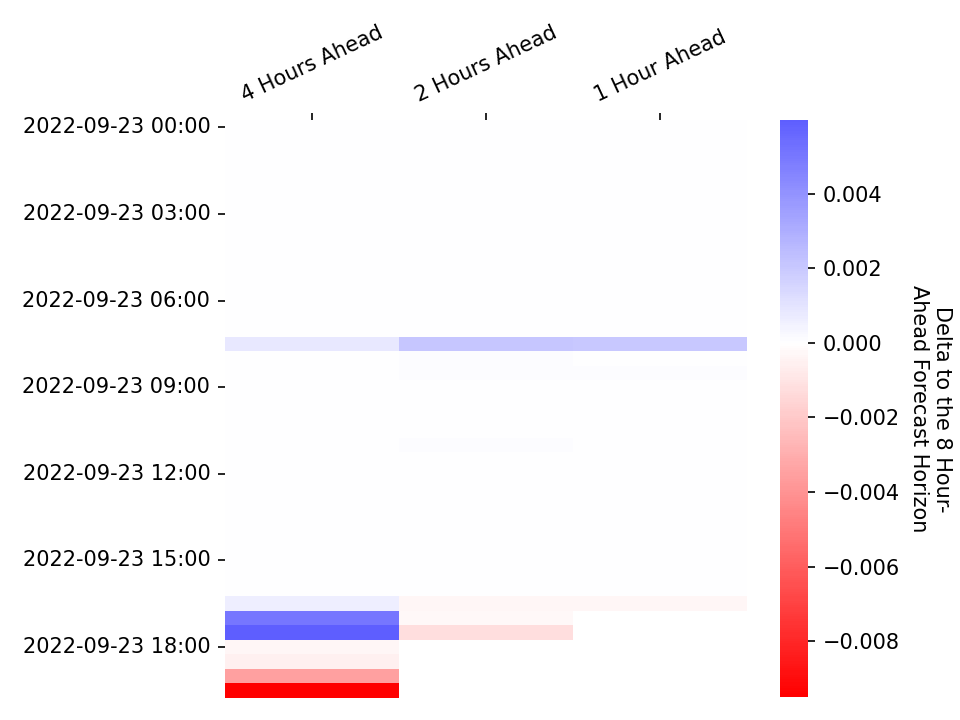 4 Hours Ahead
2 Hours Ahead
1 Hour Ahead
2022-09-23 00:00
2022-09-23 03:00
2022-09-23 06:00
2022-09-23 09:00
2022-09-23 12:00
2022-09-23 15:00
2022-09-23 18:00
0.004
0.002
0.000
−0.002
−0.004
−0.006
−0.008
Delta to the 8 Hour-
Ahead Forecast Horizon